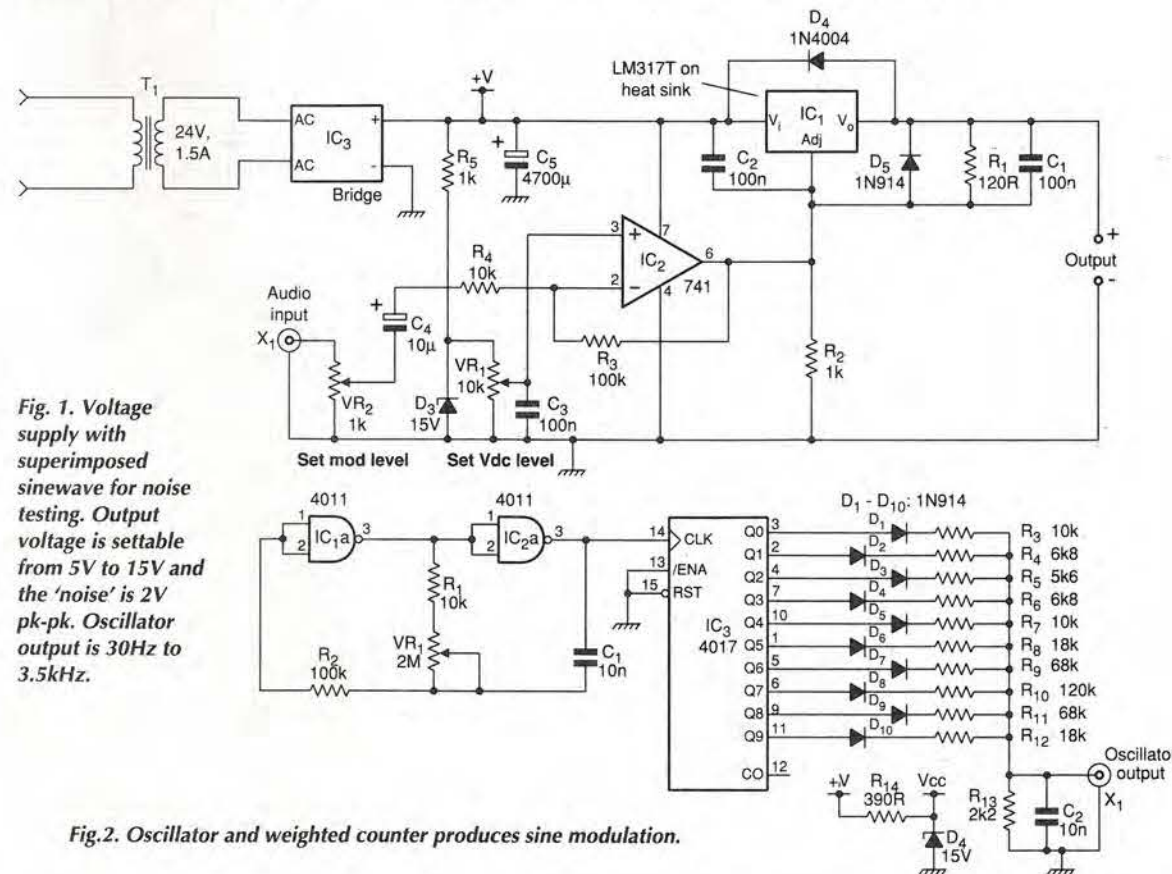 T1
24V,
1.5A
AC
AC
IC3
+
-
Bridge
+V
R5
1k
+
C5
4700µ
LM317T on
heat sink
D4
1N4004
Vi
IC1
Vo
Adj
C2
100n
D5
1N914
R1
120R
C1
100n
+
Output
-
Audio
input
X1
+
C4
10µ
R4
10k
3
+
2
−
IC2
7
6
4
741
R3
100k
R2
1k
VR2
1k
D3
15V
VR1
10k
C3
100n
Set mod level
Set Vdc level
Fig. 1. Voltage
supply with
superimposed
sinewave for noise
testing. Output
voltage is settable
from 5V to 15V and
the ‘noise’ is 2V
pk-pk. Oscillator
output is 30Hz to
3.5kHz.
4011
1
2
IC1a
3
4011
1
2
IC2a
3
R1
10k
VR1
2M
R2
100k
C1
10n
14
CLK
13
/ENA
15
RST
IC3
4017
D1 - D10: 1N914
Q0 3 D1 R3 10k
Q1 2 D2 R4 6k8
Q2 4 D3 R5 5k6
Q3 7 D4 R6 6k8
Q4 10 D5 R7 10k
Q5 1 D6 R8 18k
Q6 5 D7 R9 68k
Q7 6 D8 R10 120k
Q8 9 D9 R11 68k
Q9 11 D10 R12 18k
CO 12
+V
R14
390R
Vcc
D4
15V
R13
2k2
C2
10n
Oscillato
output
X1
Fig.2. Oscillator and weighted counter produces sine modulation.